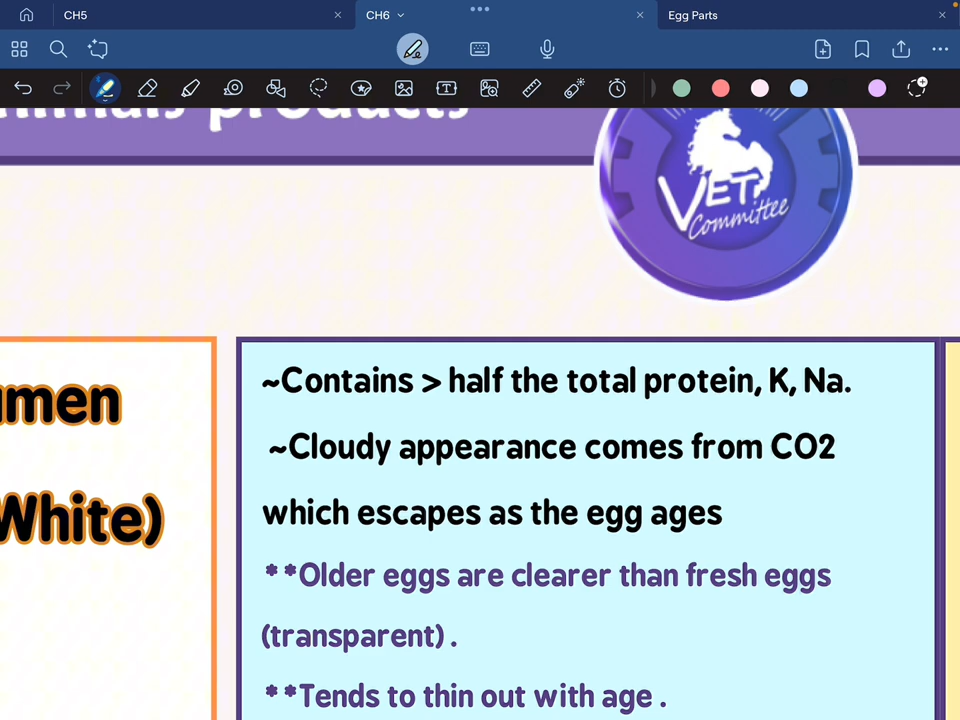 CH5
CH6
Egg Parts
products
VET
Committee
White)
~Contains > half the total protein, K, Na.
~Cloudy appearance comes from CO2
which escapes as the egg ages
**Older eggs are clearer than fresh eggs
(transparent) .
**Tends to thin out with age .